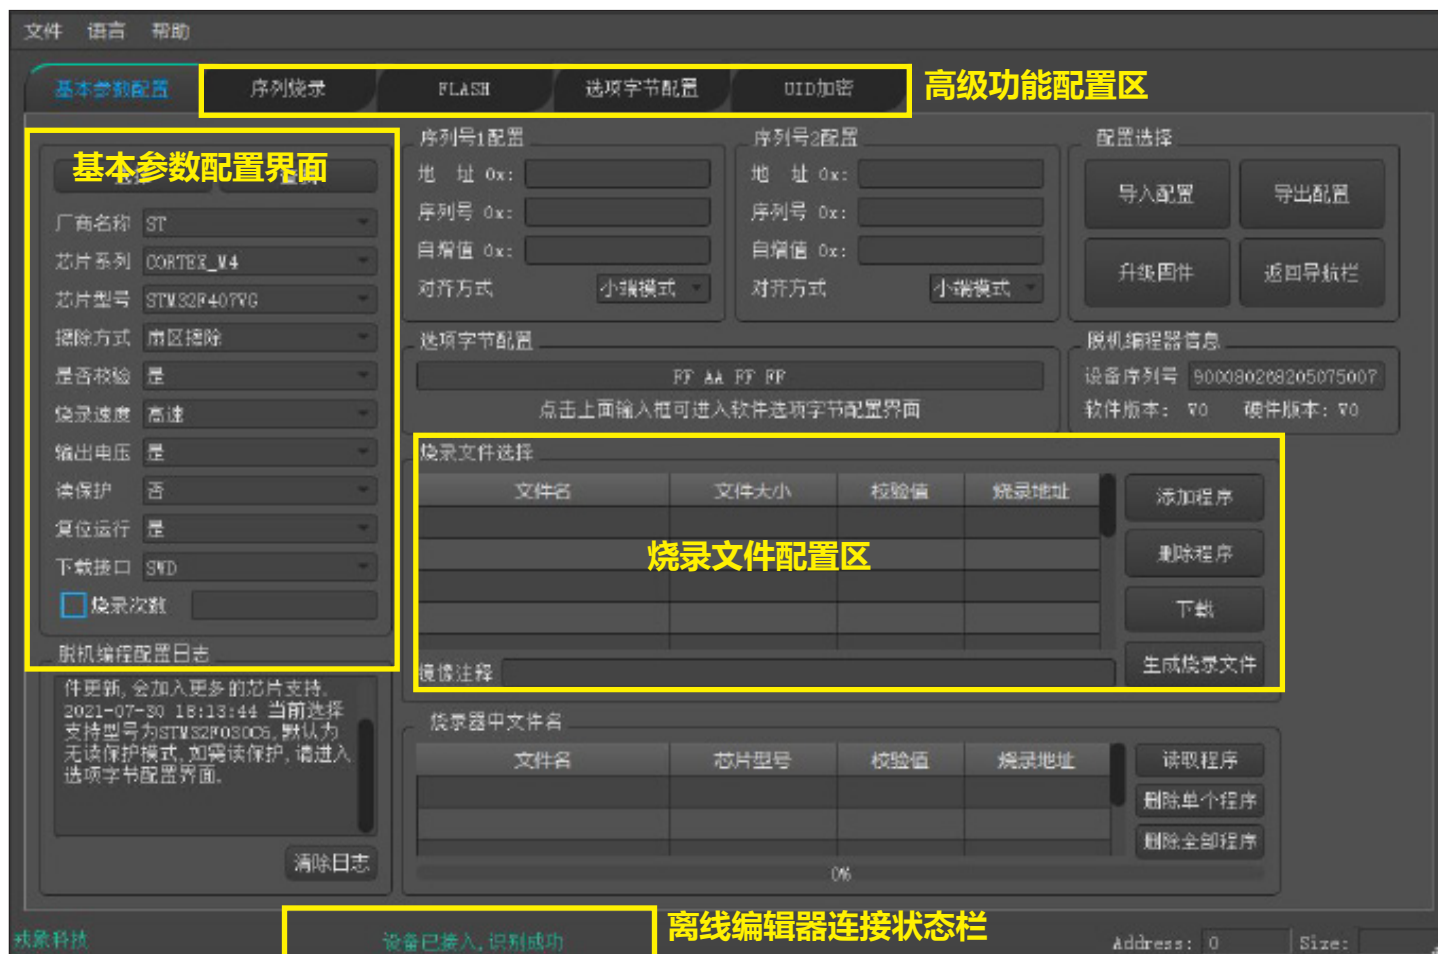 文件 语言 帮助
基本参数配置 序列烧录 FLASH 选项字节配置 UID加密 高级功能配置区
基本参数配置界面
厂商名称 ST
芯片系列 CORTEX_M4
芯片型号 STM32F407VG
擦除方式 扇区擦除
是否校验 是
烧录速度 高速
输出电压 是
读保护 否
复位运行 是
下载接口 SWD
烧录次数
脱机编程配置日志
件更新,会加入更多的芯片支持.
2021-07-30 18:13:44 当前选择
支持型号为STM32F030C6,默认为
无读保护模式,如需读保护,请进入
选项字节配置界面.
清除日志
序列号1配置
地 址 0x:
序列号 0x:
自增值 0x:
对齐方式 小端模式
序列号2配置
地 址 0x:
序列号 0x:
自增值 0x:
对齐方式 小端模式
配置选择
导入配置 导出配置
升级固件 返回导航栏
选项字节配置
FF AA FF FF
点击上面输入框可进入软件选项字节配置界面
脱机编程器信息
设备序列号 900080268205075007
软件版本: V0 硬件版本: V0
烧录文件选择
文件名 文件大小 校验值 烧录地址
烧录文件配置区
添加程序
删除程序
下载
生成烧录文件
镜像注释
烧录器中文件名
文件名 芯片型号 校验值 烧录地址
读取程序
删除单个程序
删除全部程序
0%
设备已接入,识别成功 离线编辑器连接状态栏
Address: 0 Size: